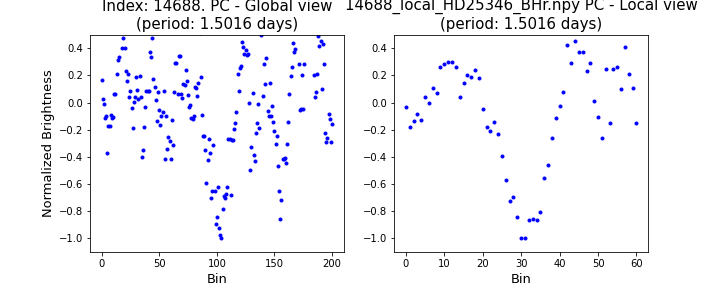 Index: 14688. PC - Global view
(period: 1.5016 days)
14688_local_HD25346_BHr.npy PC - Local view
(period: 1.5016 days)
Normalized Brightness
0.4
0.2
0.0
−0.2
−0.4
−0.6
−0.8
−1.0
0 50 100 150 200
Bin
0.4
0.2
0.0
−0.2
−0.4
−0.6
−0.8
−1.0
0 10 20 30 40 50 60
Bin